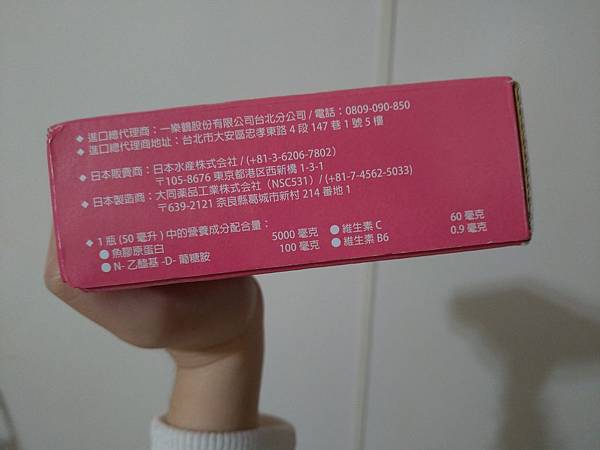 ◆ 進口總代理商：一樂鶴股份有限公司台北分公司 / 電話：0809-090-850
◆ 進口總代理商地址：台北市大安區忠孝東路 4 段 147 巷 1 號 5 樓
◆ 日本販賣商：日本水産株式会社 / (+81-3-6206-7802)
〒105-8676 東京都港区西新橋 1-3-1
◆ 日本製造商：大同薬品工業株式会社（NSC531）/ (+81-7-4562-5033)
〒639-2121 奈良縣葛城市新村 214 番地 1
◆ 1 瓶 (50 毫升 ) 中的營養成分配合量：
● 魚膠原蛋白 5000 毫克 ● 維生素 C 60 毫克
● N- 乙醯基 -D- 葡糖胺 100 毫克 ● 維生素 B6 0.9 毫克